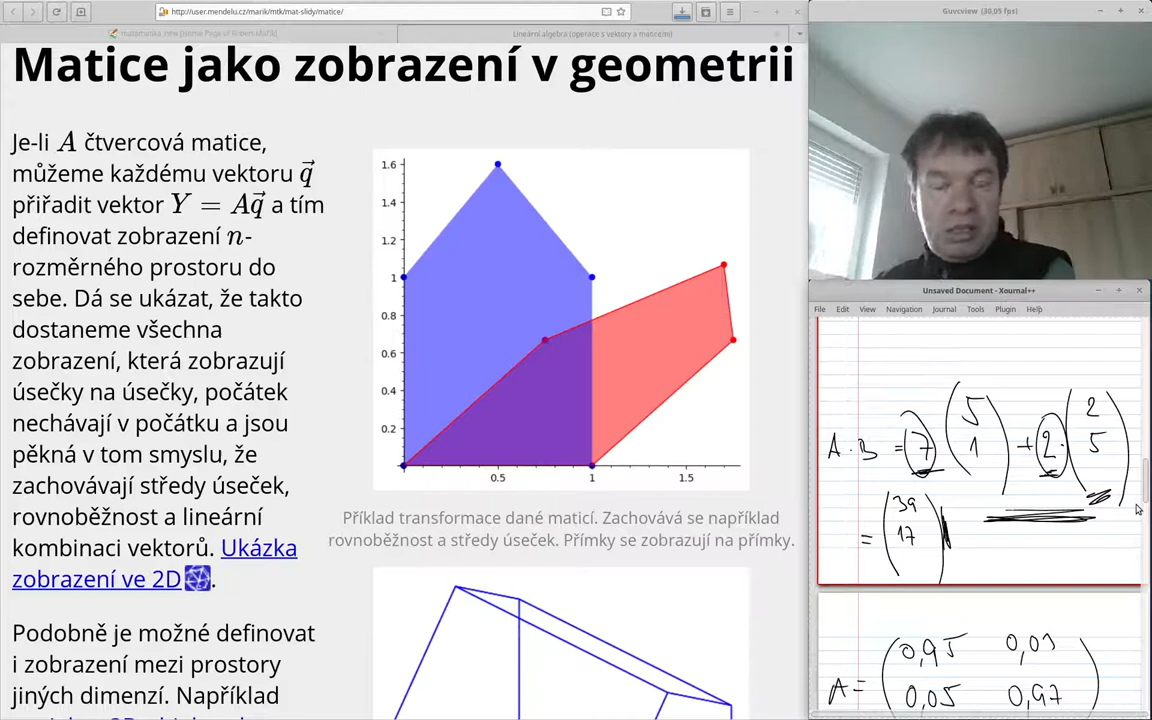 http://user.mendelu.cz/marik/mtk/mat-slidy/matice/
Lineární algebra (operace s vektory a maticemi)
Matice jako zobrazení v geometrii
Je-li A čtvercová matice,
můžeme každému vektoru q⃗
přiřadit vektor Y = Aq⃗ a tím
definovat zobrazení n-
rozměrného prostoru do
sebe. Dá se ukázat, že takto
dostaneme všechna
zobrazení, která zobrazují
úsečky na úsečky, počátek
nechávají v počátku a jsou
pěkná v tom smyslu, že
zachovávají středy úseček,
rovnoběžnost a lineární
kombinaci vektorů. Ukázka
zobrazení ve 2D.
Podobně je možné definovat
i zobrazení mezi prostory
jiných dimenzí. Například
1.6
1.4
1.2
1
0.8
0.6
0.4
0.2
0.5 1 1.5
Příklad transformace dané maticí. Zachovává se například
rovnoběžnost a středy úseček. Přímky se zobrazují na přímky.
Guvcview (30,05 fps)
Unsaved Document - Xournal++
File Edit View Navigation Journal Tools Plugin Help
5 2
A.B = 7 1 + 2. 5
39
= 17
0,95 0,03
A = 0,05 0,97